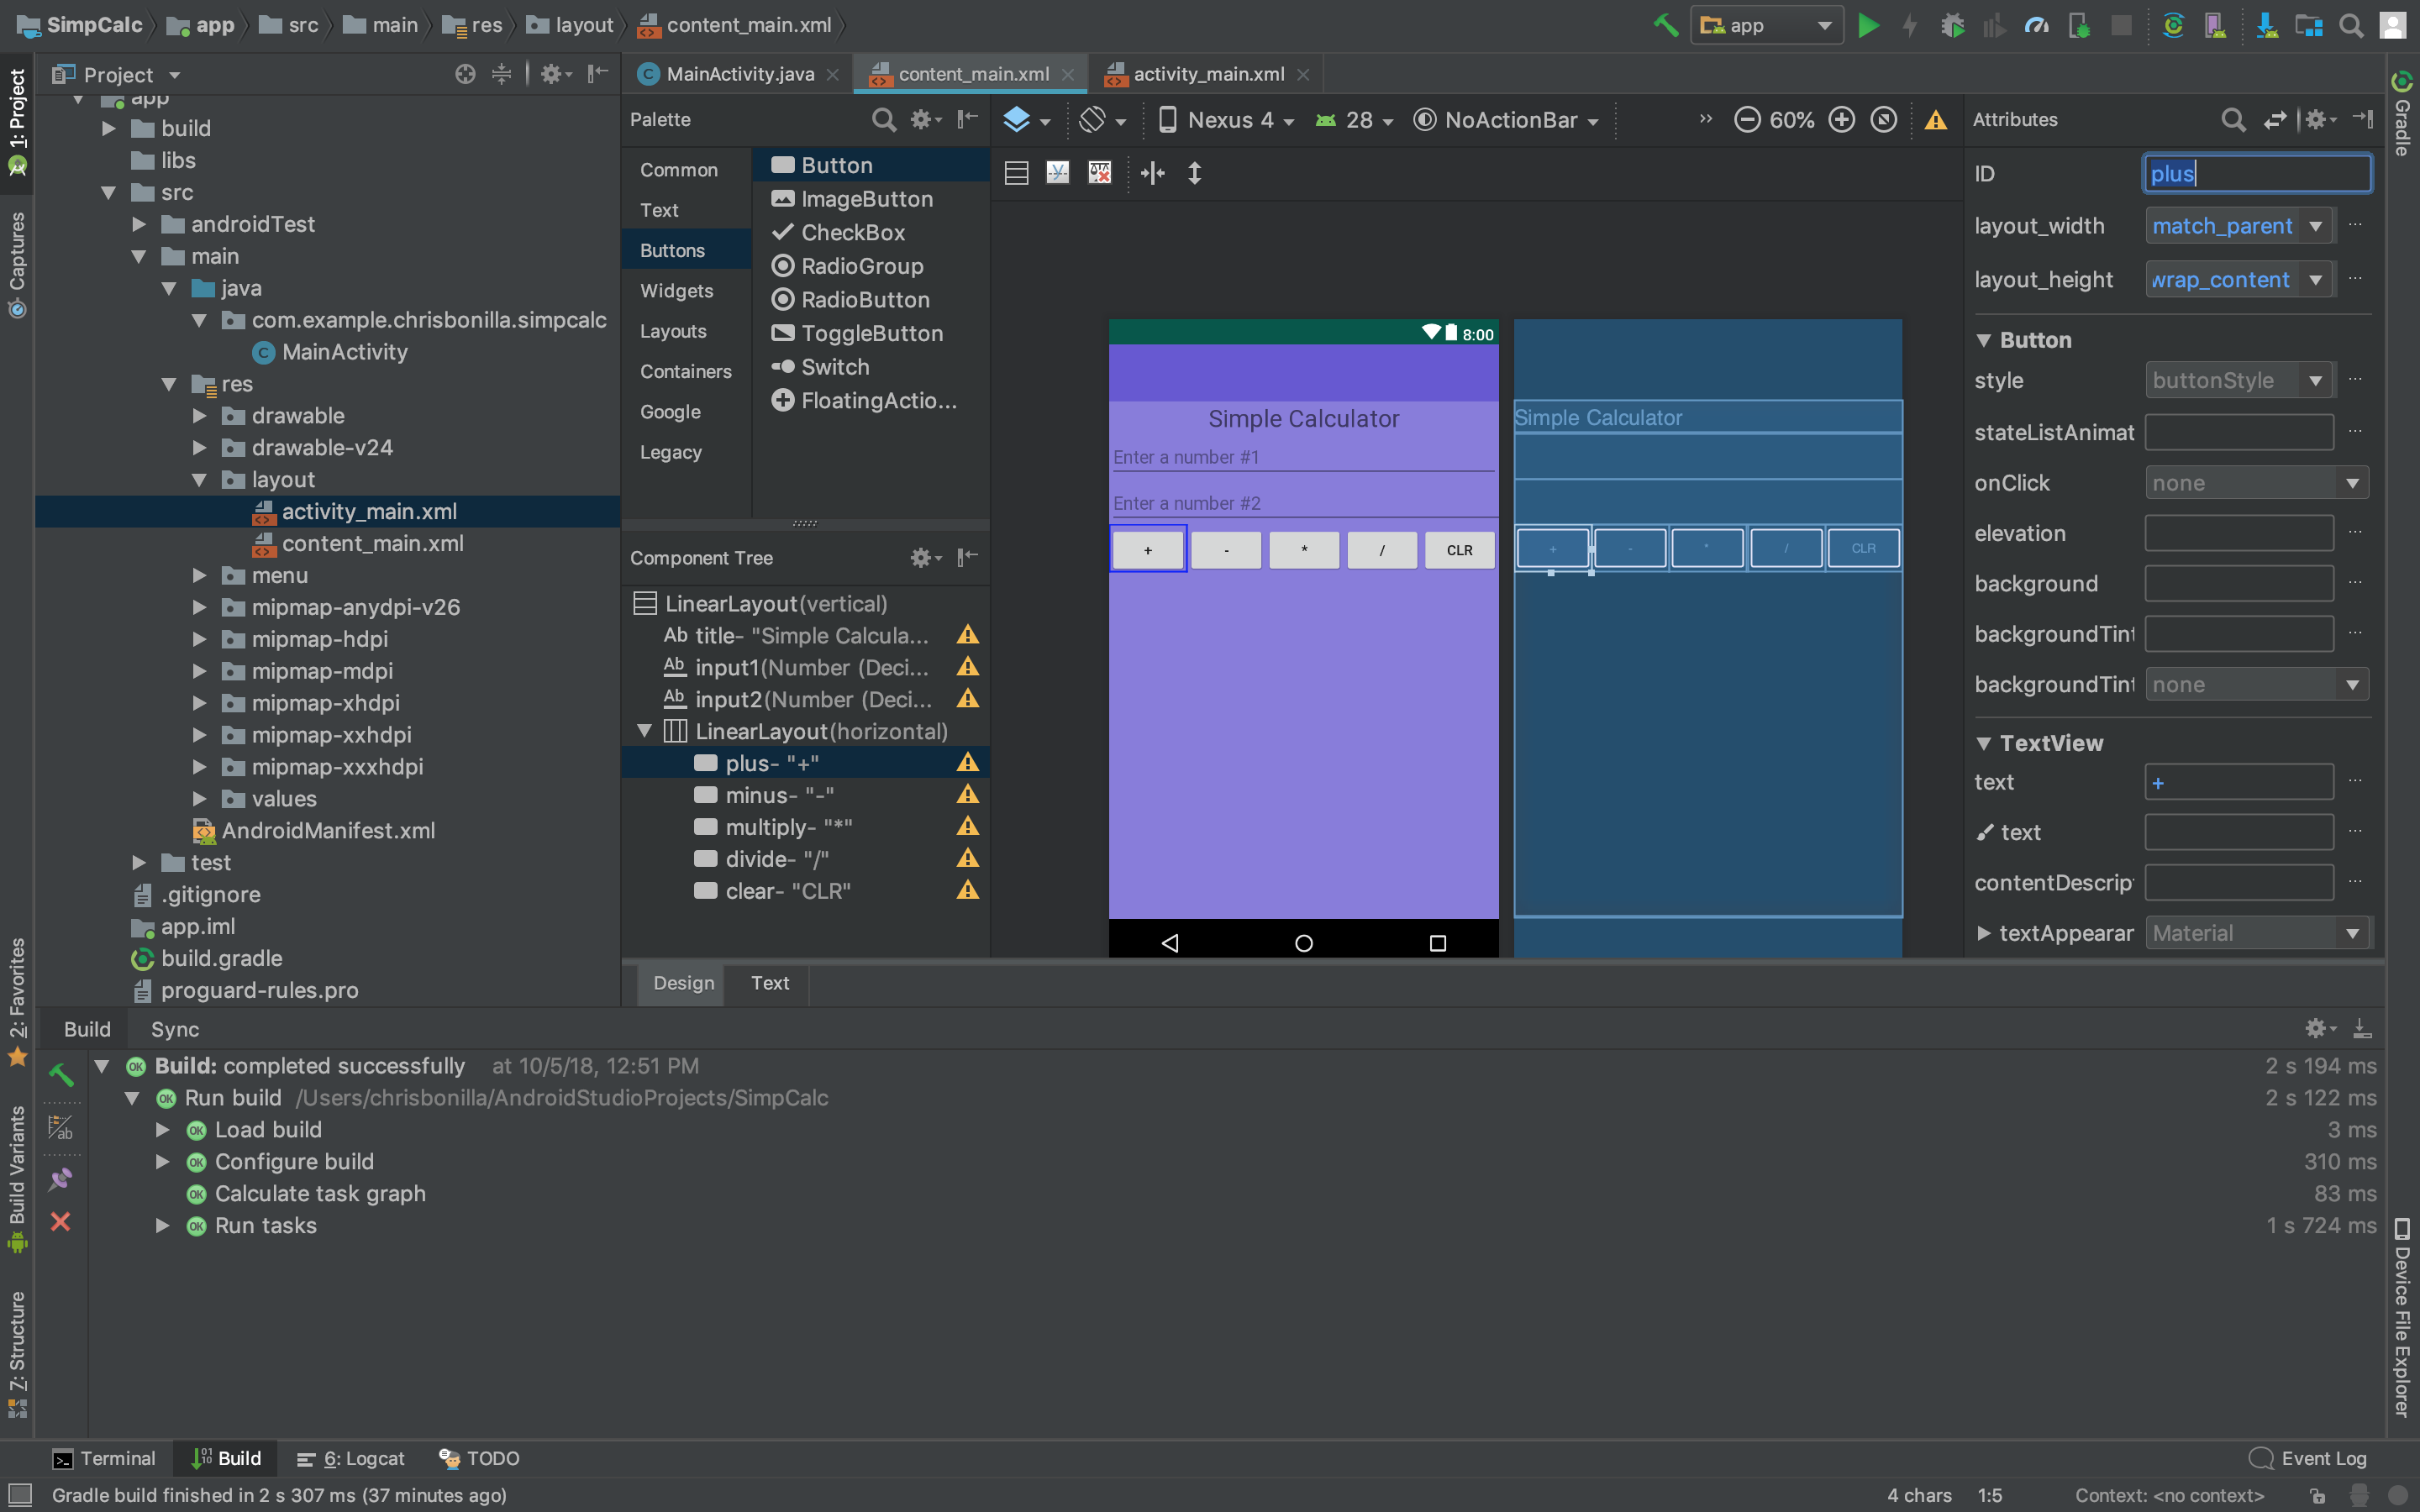 SimpCalc app src main res layout content_main.xml
app
Project
MainActivity.java content_main.xml activity_main.xml
1: Project
Captures
2: Favorites
Build Variants
Z: Structure
app
build
libs
src
androidTest
main
java
com.example.chrisbonilla.simpcalc
MainActivity
res
drawable
drawable-v24
layout
activity_main.xml
content_main.xml
menu
mipmap-anydpi-v26
mipmap-hdpi
mipmap-mdpi
mipmap-xhdpi
mipmap-xxhdpi
mipmap-xxxhdpi
values
AndroidManifest.xml
test
.gitignore
app.iml
build.gradle
proguard-rules.pro
Palette
Common
Text
Buttons
Widgets
Layouts
Containers
Google
Legacy
Button
ImageButton
CheckBox
RadioGroup
RadioButton
ToggleButton
Switch
FloatingActio...
Component Tree
LinearLayout(vertical)
Ab title- "Simple Calcula...
Ab input1(Number (Deci...
Ab input2(Number (Deci...
LinearLayout(horizontal)
plus- "+"
minus- "-"
multiply- "*"
divide- "/"
clear- "CLR"
Nexus 4 28 NoActionBar » 60%
8:00
Simple Calculator
Enter a number #1
Enter a number #2
+ - * / CLR
Simple Calculator
+ - * / CLR
Design Text
Attributes
ID plus
layout_width match_parent ...
layout_height wrap_content ...
Button
style buttonStyle ...
stateListAnimat ...
onClick none
elevation ...
background ...
backgroundTint ...
backgroundTint none
TextView
text + ...
text ...
contentDescrip ...
textAppearar Material
Gradle
Device File Explorer
Build Sync
OK Build: completed successfully at 10/5/18, 12:51 PM 2 s 194 ms
OK Run build /Users/chrisbonilla/AndroidStudioProjects/SimpCalc 2 s 122 ms
OK Load build 3 ms
OK Configure build 310 ms
OK Calculate task graph 83 ms
OK Run tasks 1 s 724 ms
Terminal Build 6: Logcat TODO Event Log
Gradle build finished in 2 s 307 ms (37 minutes ago) 4 chars 1:5 Context: <no context>